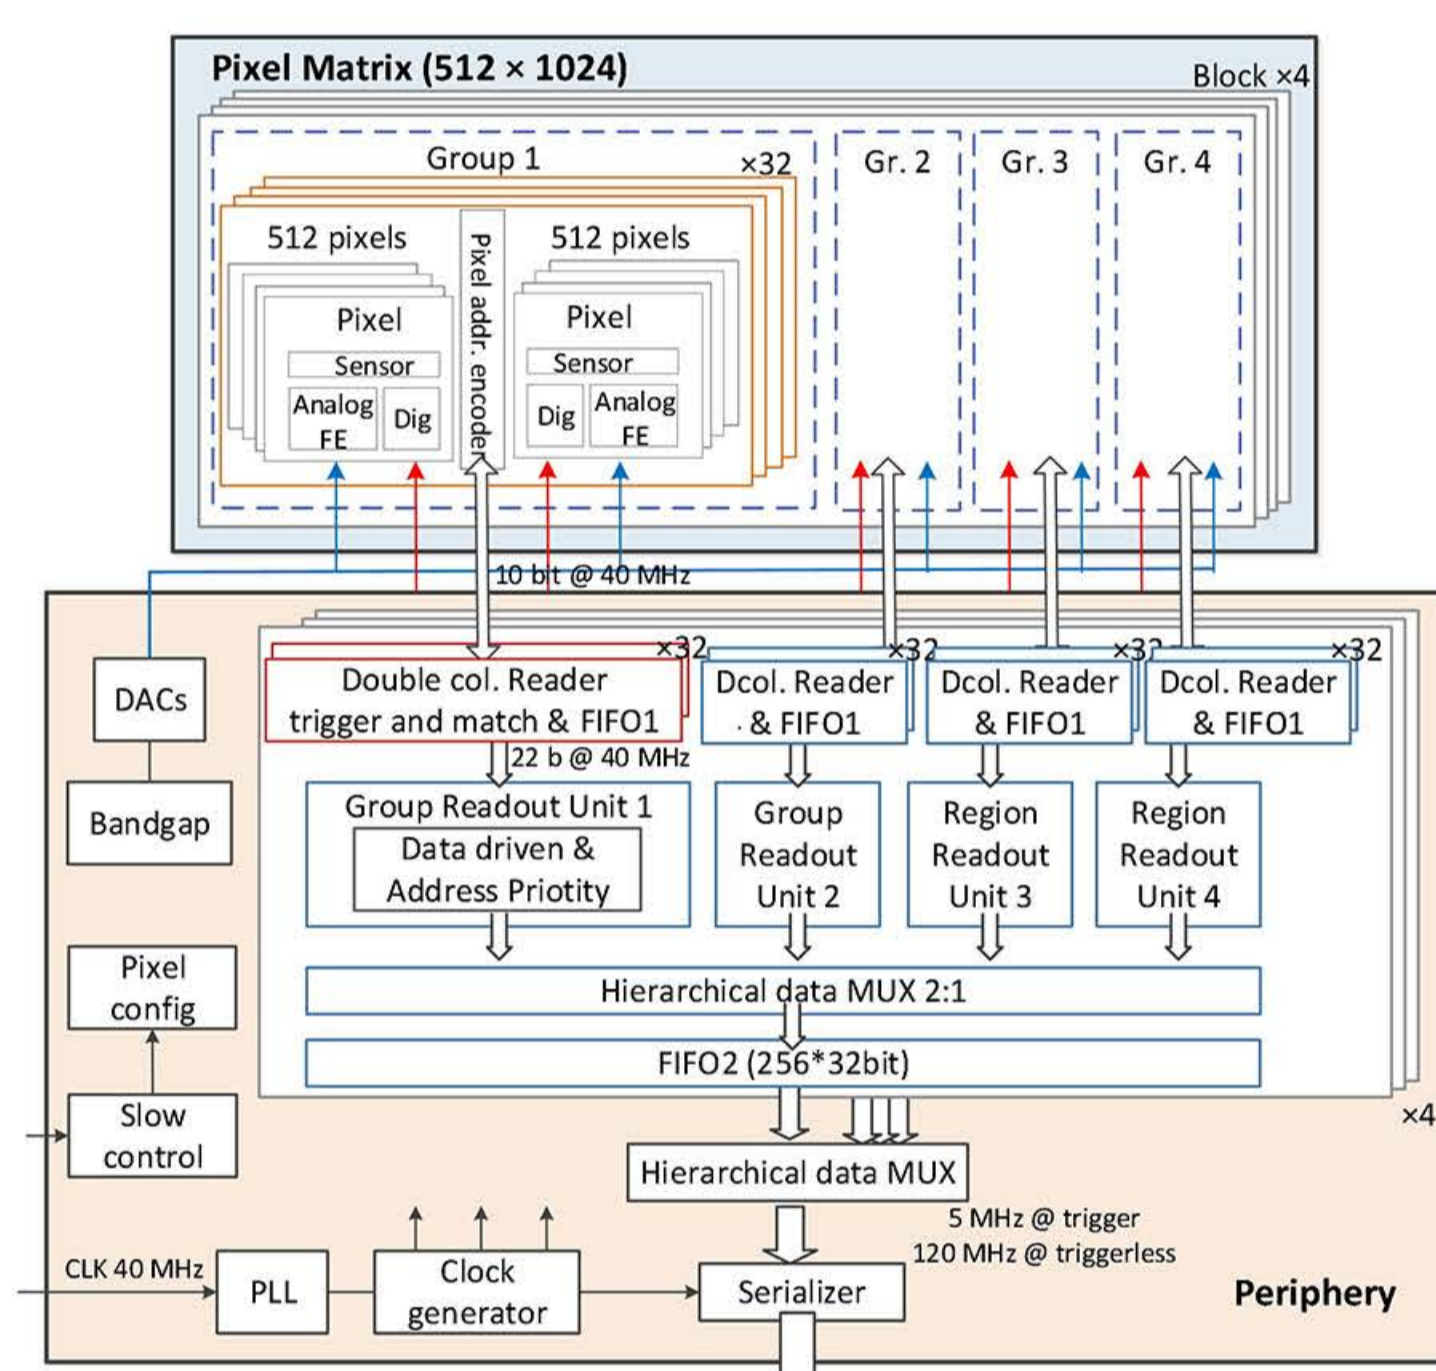 Pixel Matrix (512 × 1024)
Block ×4
Group 1
×32
Gr. 2
Gr. 3
Gr. 4
512 pixels
Pixel addr. encoder
512 pixels
Pixel
Pixel
Sensor
Sensor
Analog
FE
Dig
Dig
Analog
FE
10 bit @ 40 MHz
×32
×32
×32
×32
Double col. Reader
trigger and match & FIFO1
Dcol. Reader
. & FIFO1
Dcol. Reader
& FIFO1
Dcol. Reader
& FIFO1
DACs
22 b @ 40 MHz
Bandgap
Group Readout Unit 1
Data driven &
Address Priotity
Group
Readout
Unit 2
Region
Readout
Unit 3
Region
Readout
Unit 4
Pixel
config
Hierarchical data MUX 2:1
FIFO2 (256*32bit)
Slow
control
×4
Hierarchical data MUX
5 MHz @ trigger
120 MHz @ triggerless
CLK 40 MHz
PLL
Clock
generator
Serializer
Periphery